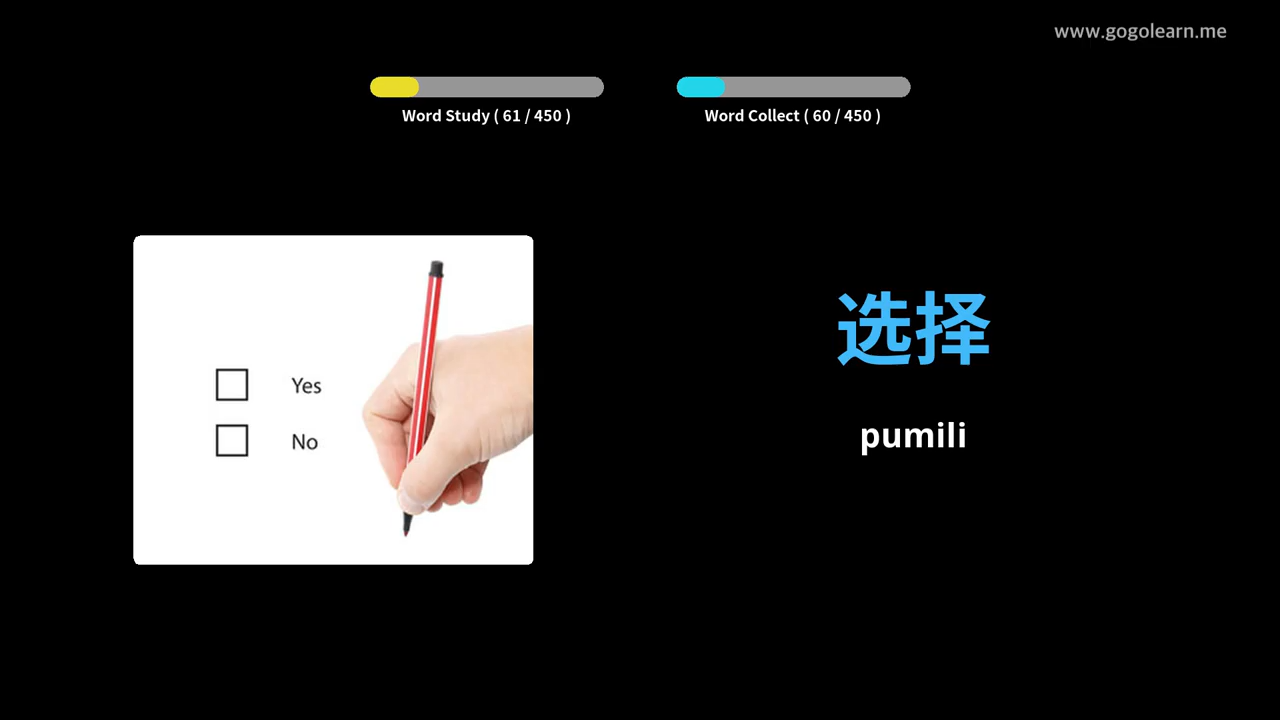 www.gogolearn.me
Word Study ( 61 / 450 )
Word Collect ( 60 / 450 )
Yes
No
选择
pumili